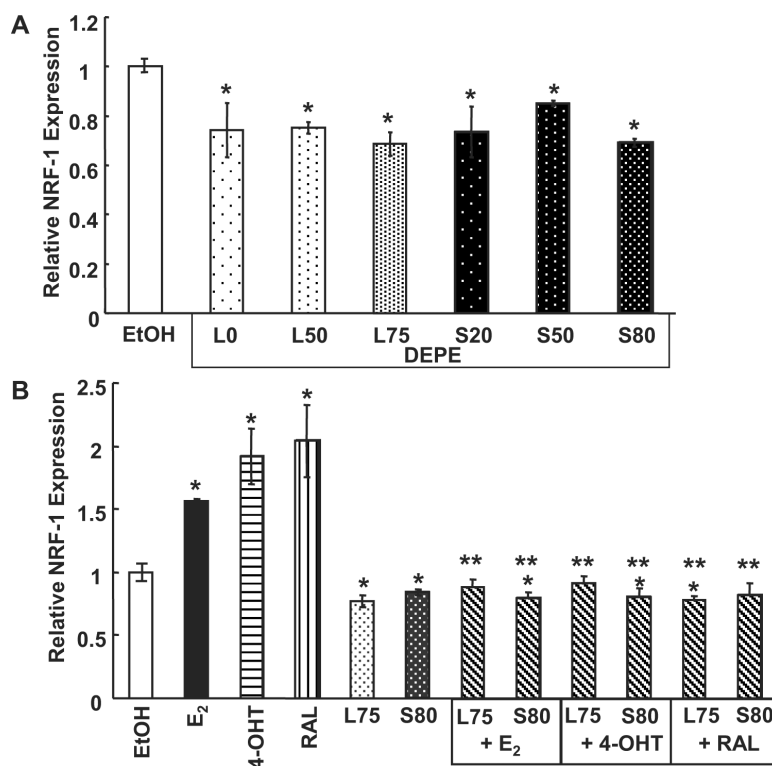 A
Relative NRF-1 Expression
1.2
1
0.8
0.6
0.4
0.2
0
* * * * * *
EtOH L0 L50 L75 S20 S50 S80
DEPE
B
Relative NRF-1 Expression
2.5
2
1.5
1
0.5
0
* * * * * ** ** ** ** ** **
* * * *
EtOH E2 4-OHT RAL L75 S80 L75 S80 L75 S80 L75 S80
+ E2 + 4-OHT + RAL